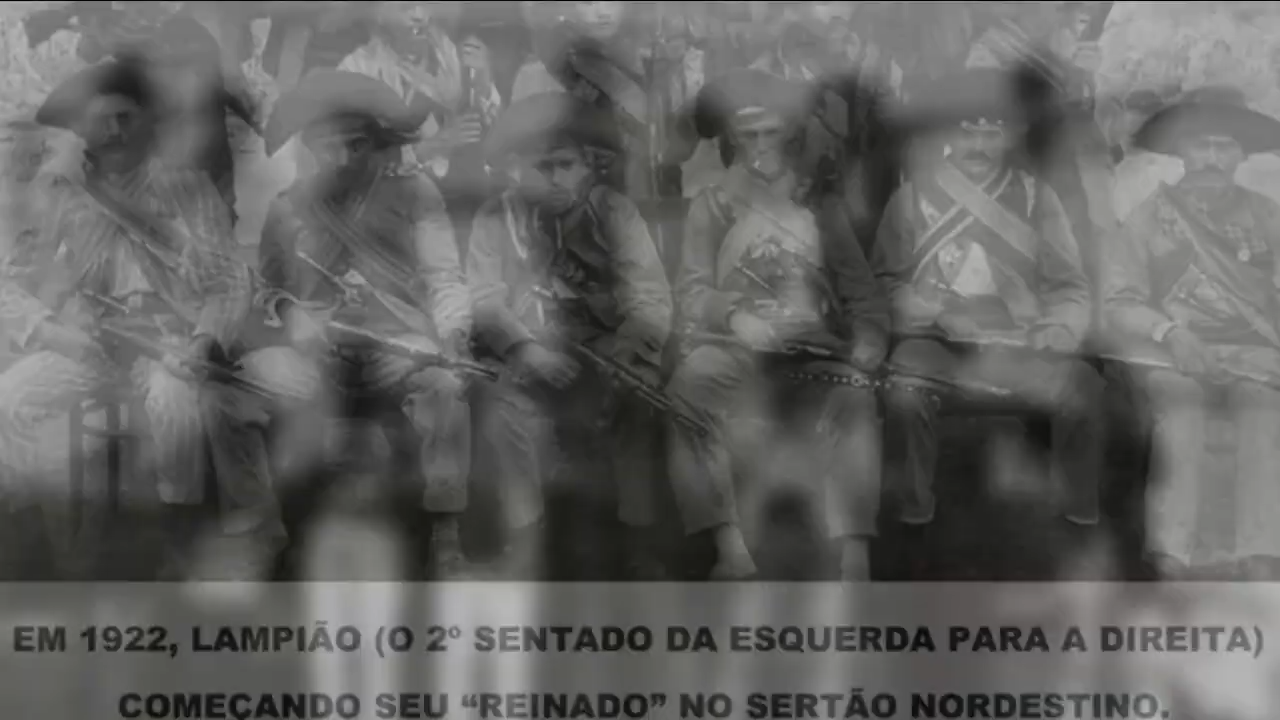 EM 1922, LAMPIÃO (O 2º SENTADO DA ESQUERDA PARA A DIREITA)
COMEÇANDO SEU “REINADO” NO SERTÃO NORDESTINO.